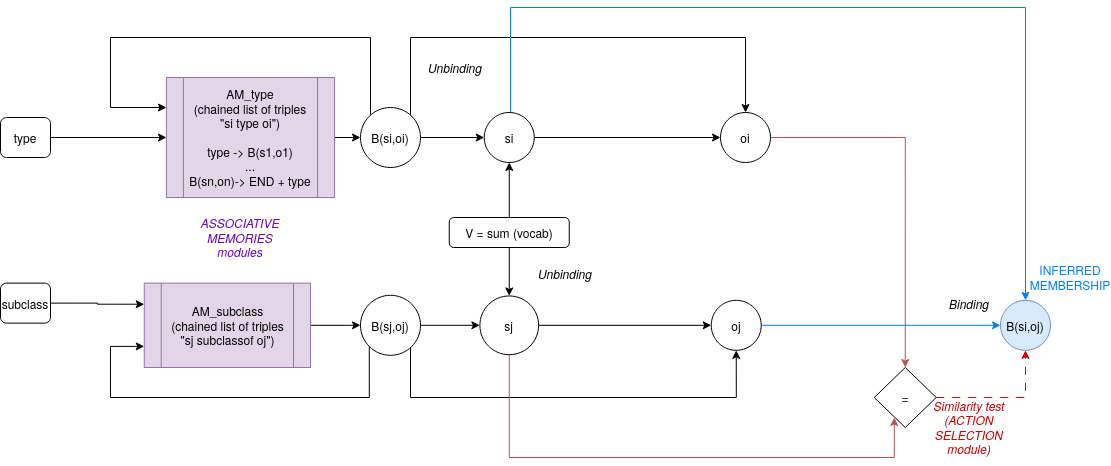 Unbinding
AM_type
(chained list of triples
"si type oi")
type -> B(s1,o1)
...
B(sn,on)-> END + type
type
B(si,oi)
si
oi
ASSOCIATIVE
MEMORIES
modules
V = sum (vocab)
Unbinding
INFERRED
MEMBERSHIP
subclass
AM_subclass
(chained list of triples
"sj subclassof oj")
B(sj,oj)
sj
oj
Binding
B(si,oj)
=
Similarity test
(ACTION
SELECTION
module)